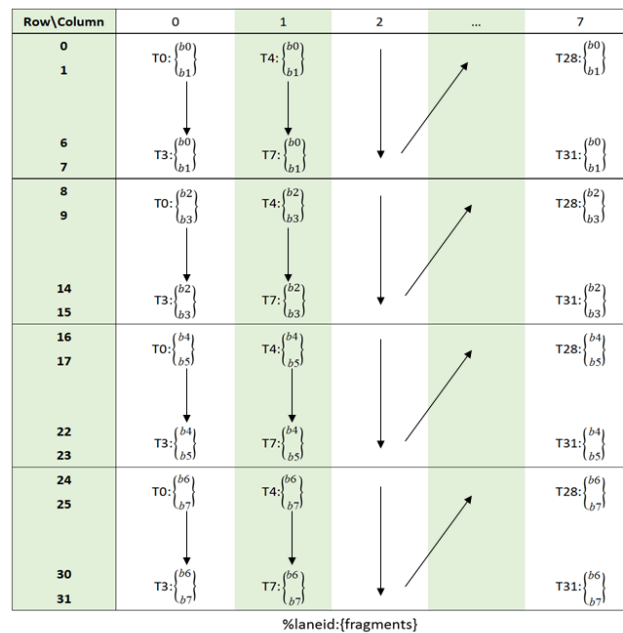 Row\Column 0 1 2 ... 7
0 T0:{b0 T4:{b0 T28:{b0
1 b1} b1} b1}
6 T3:{b0 T7:{b0 T31:{b0
7 b1} b1} b1}
8 T0:{b2 T4:{b2 T28:{b2
9 b3} b3} b3}
14 T3:{b2 T7:{b2 T31:{b2
15 b3} b3} b3}
16 T0:{b4 T4:{b4 T28:{b4
17 b5} b5} b5}
22 T3:{b4 T7:{b4 T31:{b4
23 b5} b5} b5}
24 T0:{b6 T4:{b6 T28:{b6
25 b7} b7} b7}
30 T3:{b6 T7:{b6 T31:{b6
31 b7} b7} b7}
%laneid:{fragments}